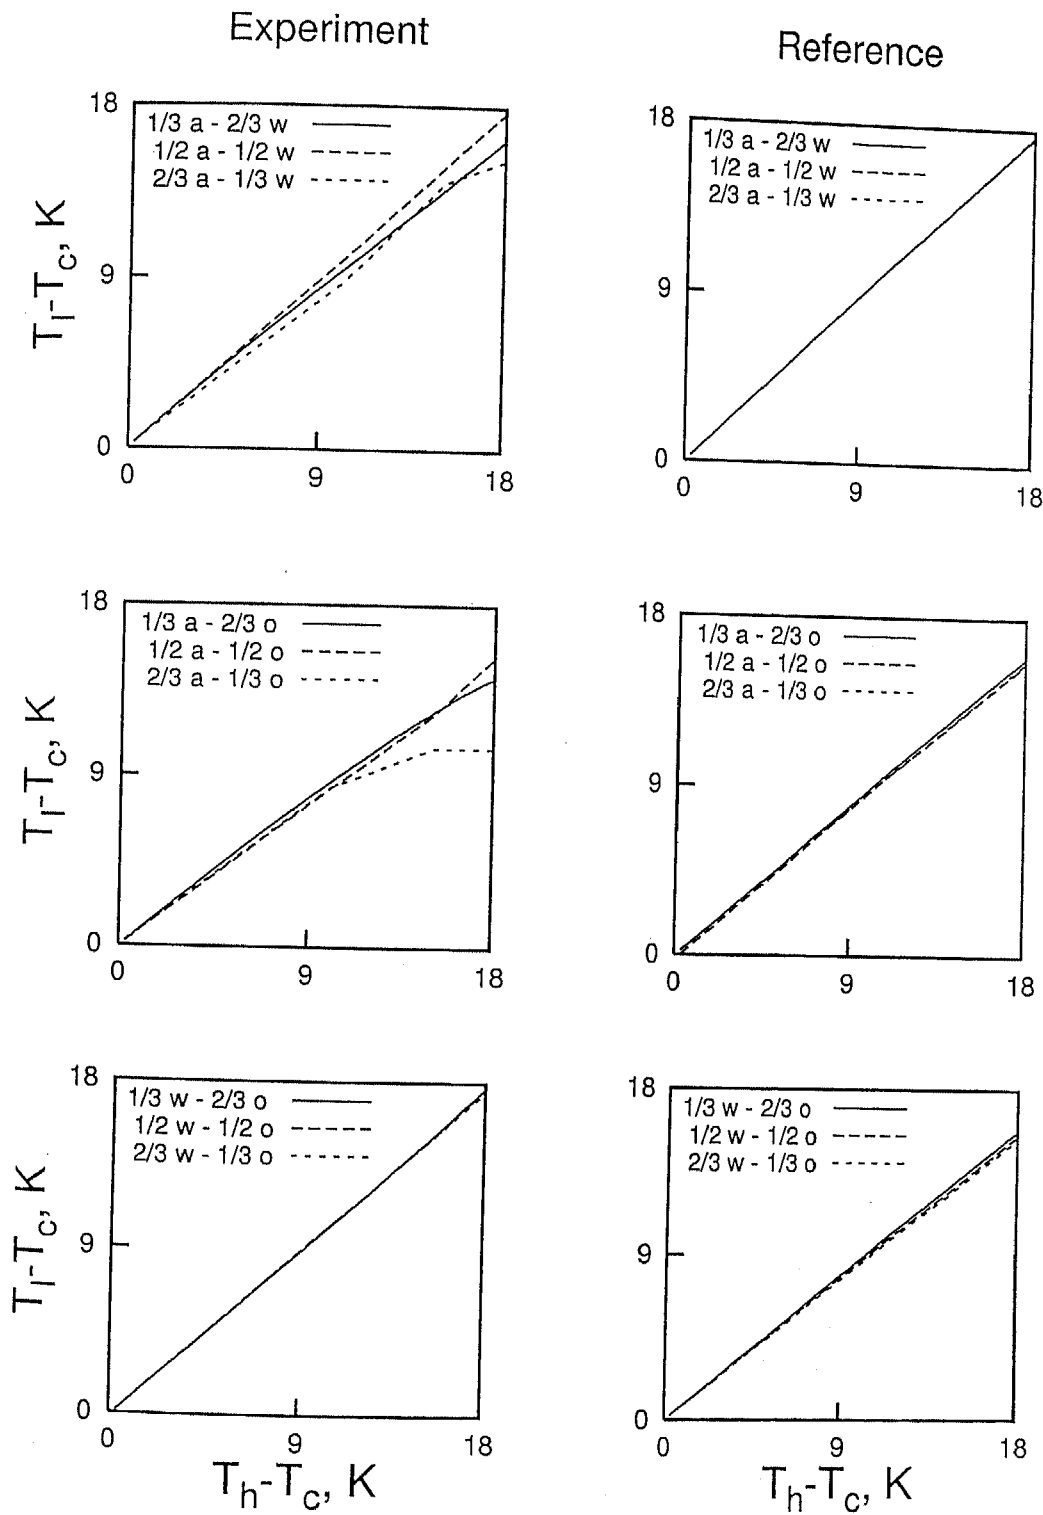 Experiment
Reference
18
1/3 a - 2/3 w
1/2 a - 1/2 w
2/3 a - 1/3 w
T_l-T_c, K
9
0
0
9
18
18
1/3 a - 2/3 w
1/2 a - 1/2 w
2/3 a - 1/3 w
9
0
0
9
18
18
1/3 a - 2/3 o
1/2 a - 1/2 o
2/3 a - 1/3 o
T_l-T_c, K
9
0
0
9
18
18
1/3 a - 2/3 o
1/2 a - 1/2 o
2/3 a - 1/3 o
9
0
0
9
18
18
1/3 w - 2/3 o
1/2 w - 1/2 o
2/3 w - 1/3 o
T_l-T_c, K
9
0
0
9
18
T_h-T_c, K
18
1/3 w - 2/3 o
1/2 w - 1/2 o
2/3 w - 1/3 o
9
0
0
9
18
T_h-T_c, K